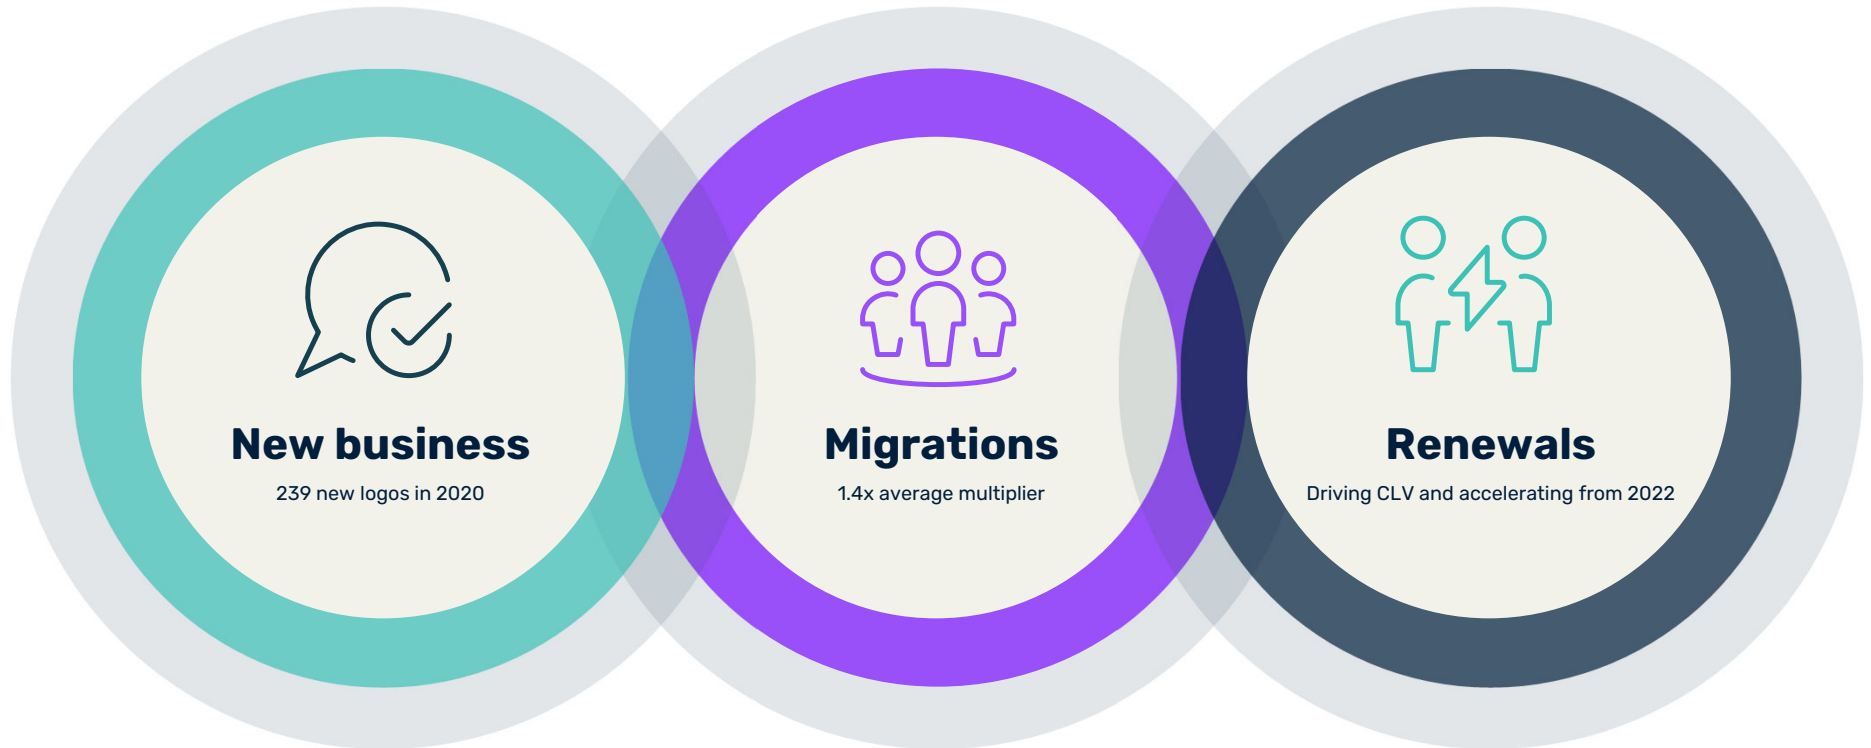 New business
239 new logos in 2020
Migrations
1.4x average multiplier
Renewals
Driving CLV and accelerating from 2022